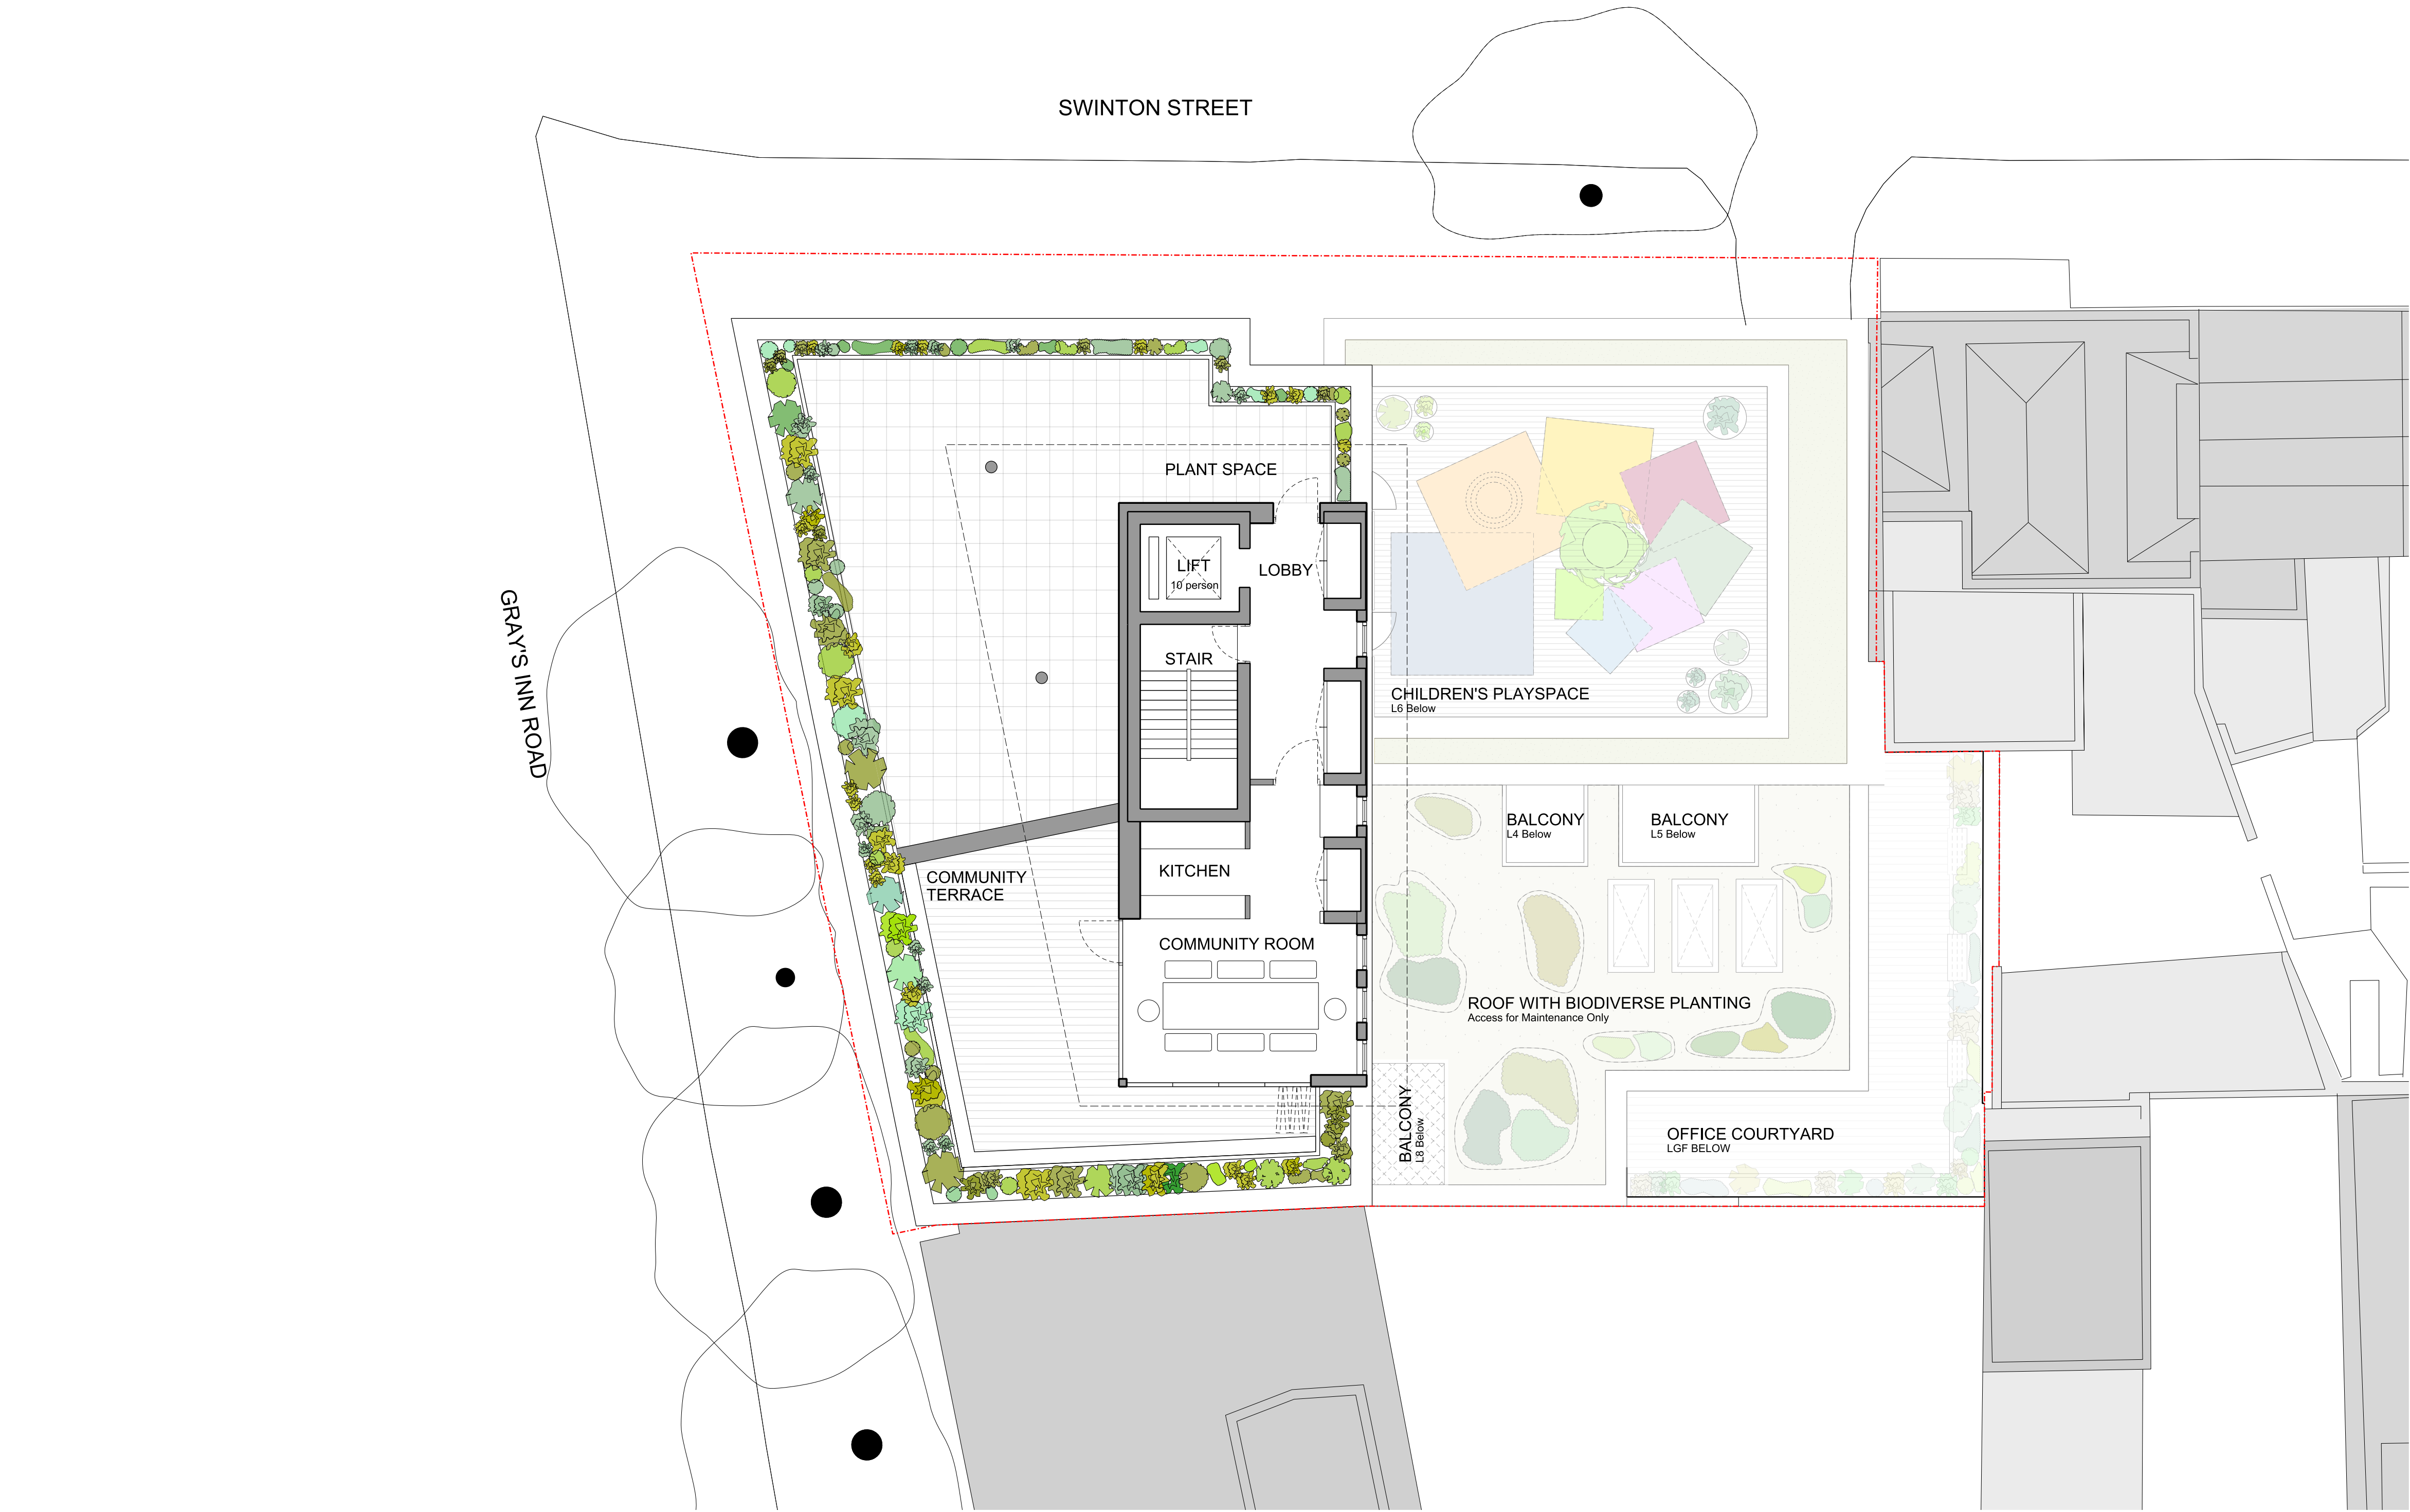 SWINTON STREET
GRAY'S INN ROAD
PLANT SPACE
LIFT
10 person
LOBBY
STAIR
CHILDREN'S PLAYSPACE
L6 Below
BALCONY
L4 Below
BALCONY
L5 Below
KITCHEN
COMMUNITY
TERRACE
COMMUNITY ROOM
ROOF WITH BIODIVERSE PLANTING
Access for Maintenance Only
BALCONY
L8 Below
OFFICE COURTYARD
LGF BELOW